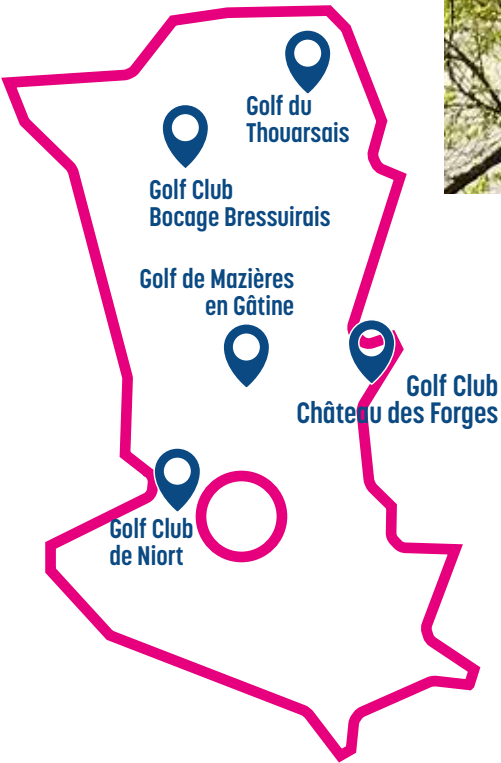 Golf du
Thouarsais
Golf Club
Bocage Bressuirais
Golf de Mazières
en Gâtine
Golf Club
Château des Forges
Golf Club
de Niort